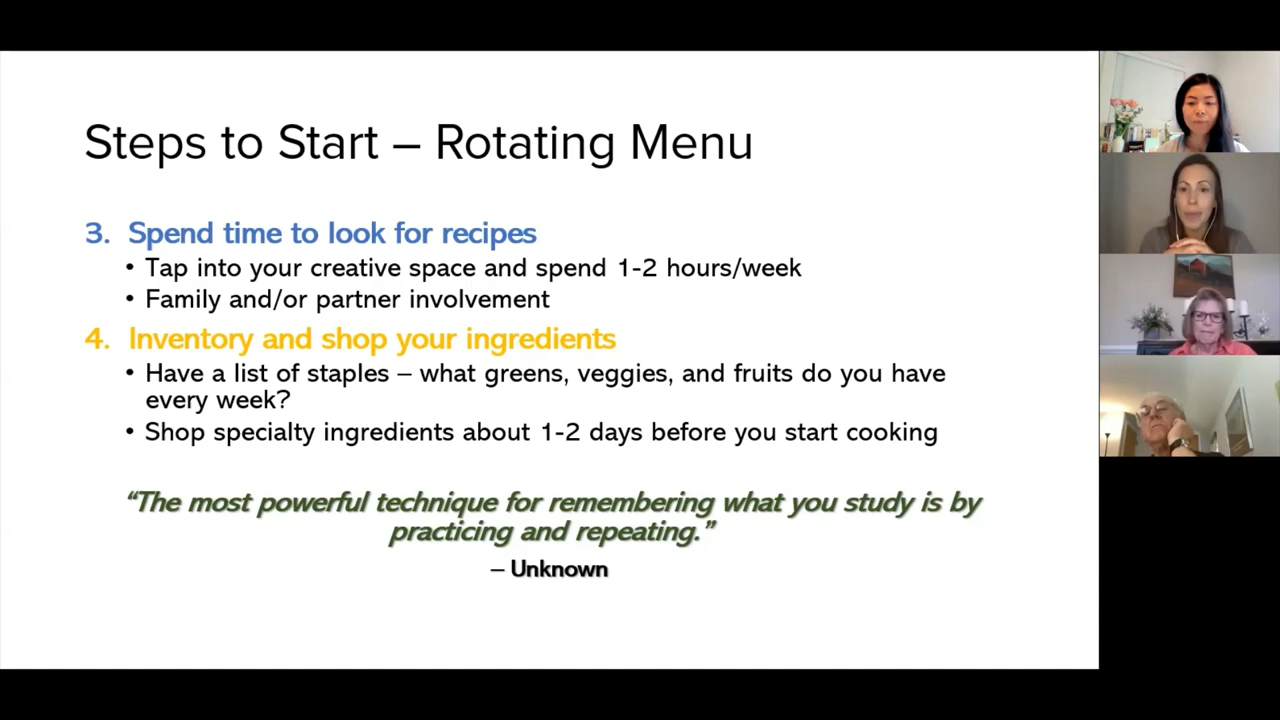 Steps to Start – Rotating Menu
3. Spend time to look for recipes
• Tap into your creative space and spend 1-2 hours/week
• Family and/or partner involvement
4. Inventory and shop your ingredients
• Have a list of staples – what greens, veggies, and fruits do you have
every week?
• Shop specialty ingredients about 1-2 days before you start cooking
“The most powerful technique for remembering what you study is by
practicing and repeating.”
– Unknown